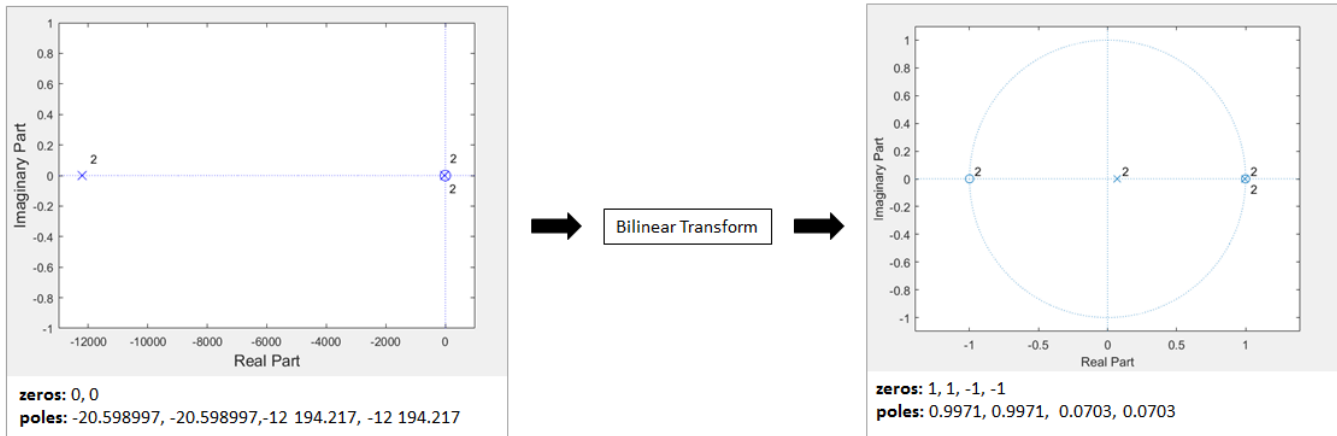 1
0.8
0.6
0.4
0.2
0
-0.2
-0.4
-0.6
-0.8
-1
Imaginary Part
2
2
2
-12000 -10000 -8000 -6000 -4000 -2000 0
Real Part
zeros: 0, 0
poles: -20.598997, -20.598997,-12 194.217, -12 194.217
Bilinear Transform
1
0.8
0.6
0.4
0.2
0
-0.2
-0.4
-0.6
-0.8
-1
Imaginary Part
2
2
2
2
-1 -0.5 0 0.5 1
Real Part
zeros: 1, 1, -1, -1
poles: 0.9971, 0.9971, 0.0703, 0.0703